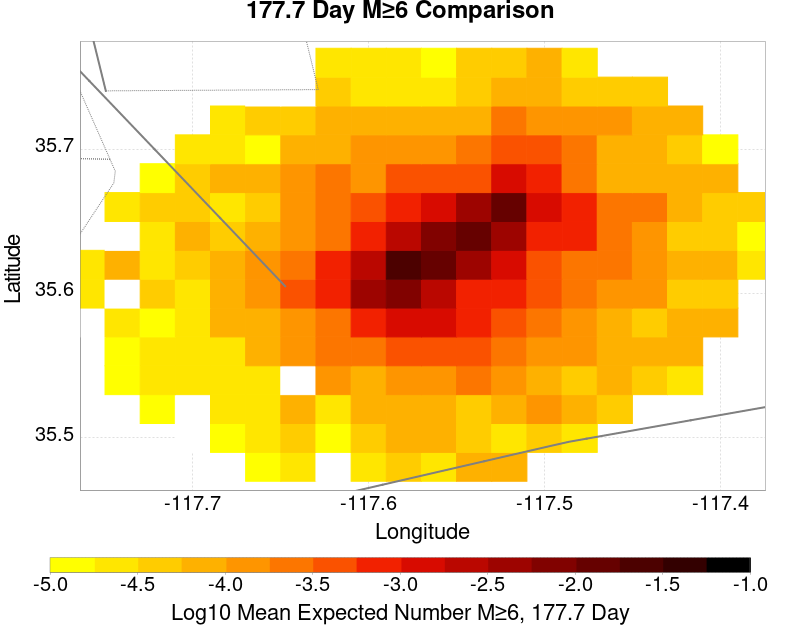 177.7 Day M≥6 Comparison
35.7
35.6
35.5
Latitude
-117.7 -117.6 -117.5 -117.4
Longitude
-5.0 -4.5 -4.0 -3.5 -3.0 -2.5 -2.0 -1.5 -1.0
Log10 Mean Expected Number M≥6, 177.7 Day